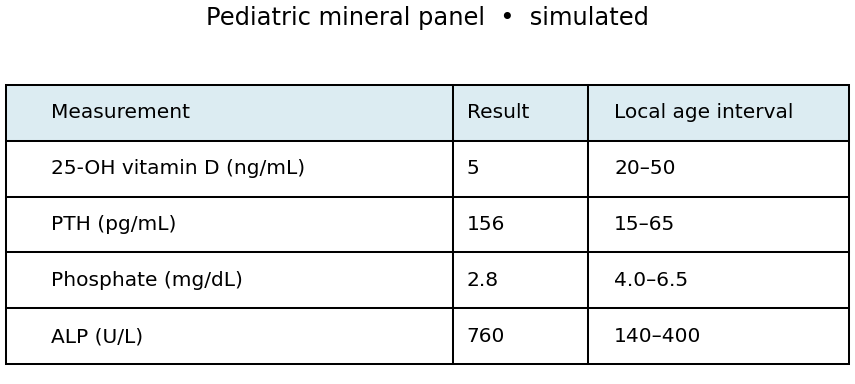 Pediatric mineral panel • simulated
Measurement Result Local age interval
25-OH vitamin D (ng/mL) 5 20–50
PTH (pg/mL) 156 15–65
Phosphate (mg/dL) 2.8 4.0–6.5
ALP (U/L) 760 140–400